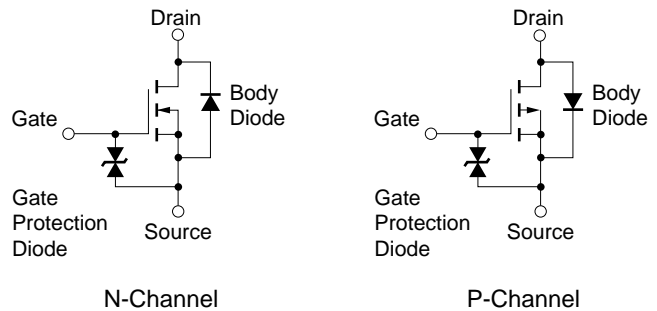 Drain
Gate
Body
Diode
Gate
Protection
Diode
Source
N-Channel
Drain
Gate
Body
Diode
Gate
Protection
Diode
Source
P-Channel